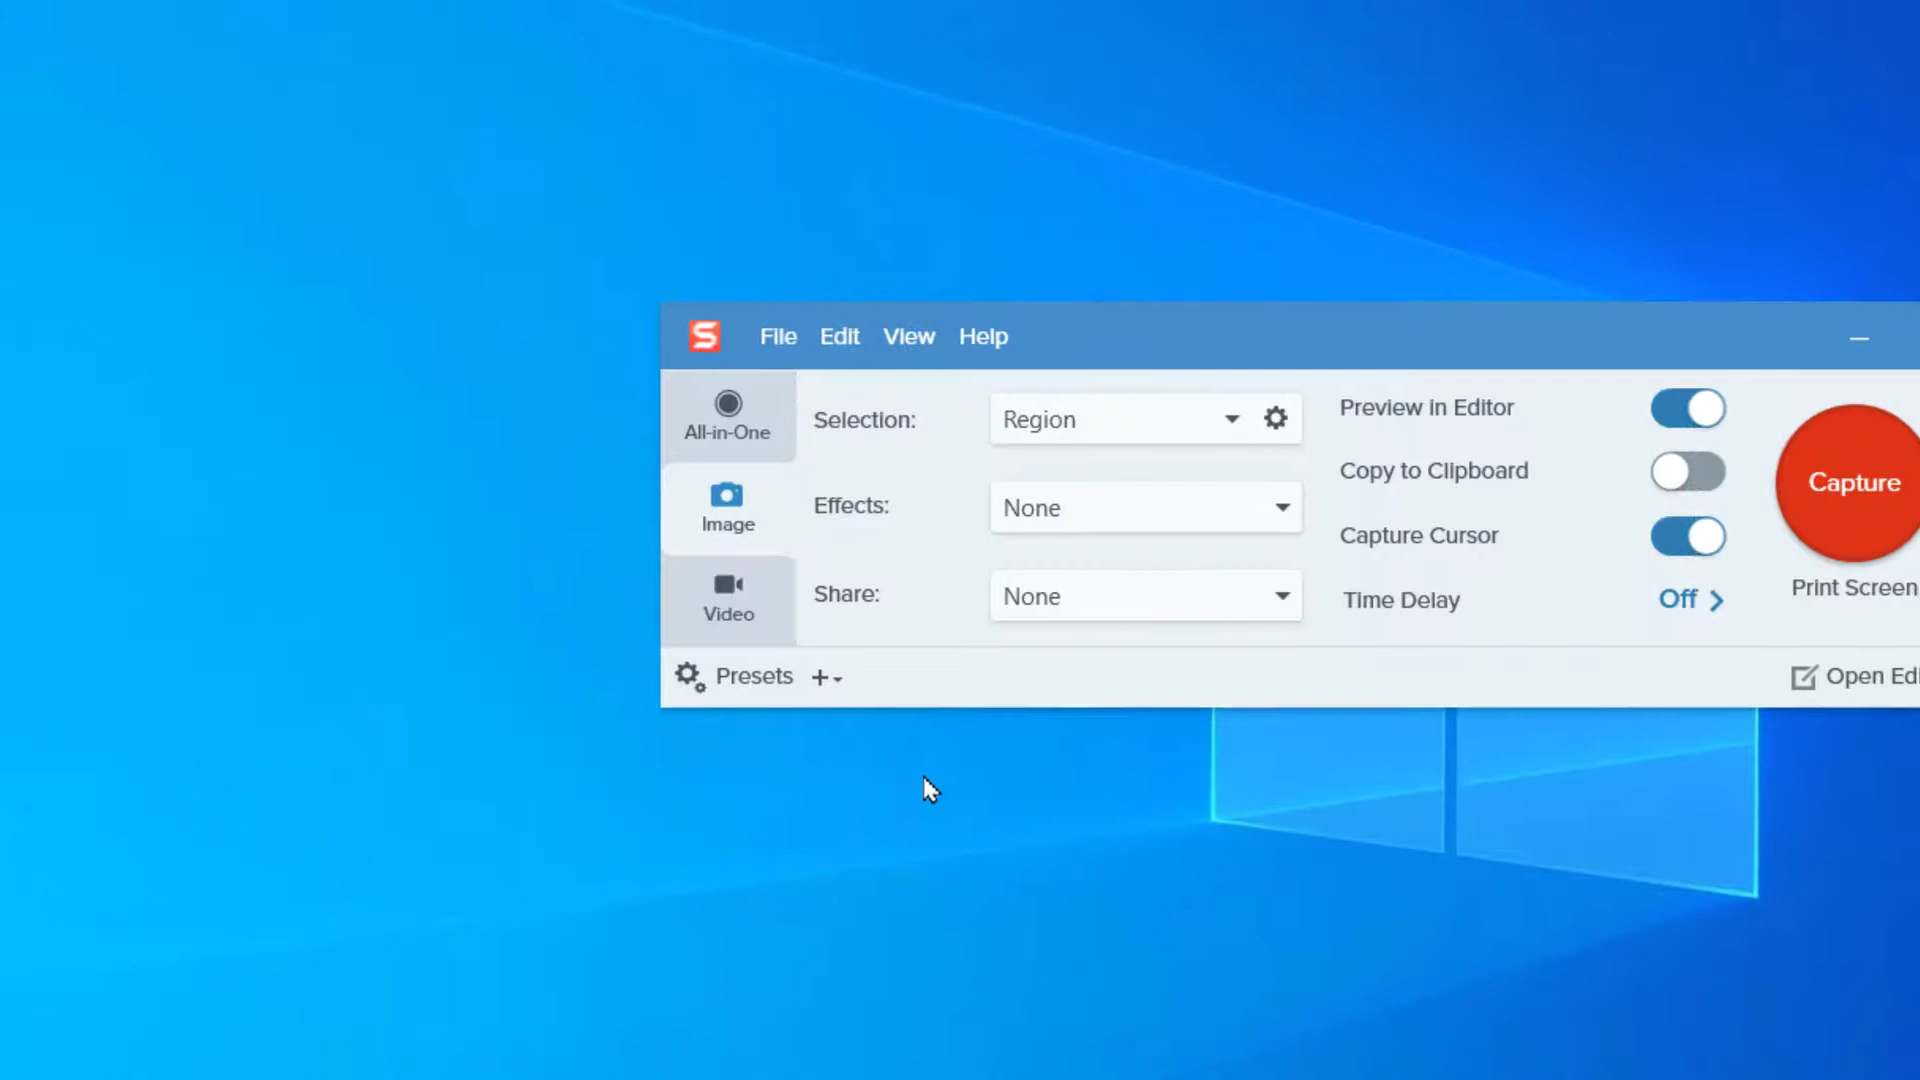 File Edit View Help
All-in-One
Image
Video
Selection:
Region
Effects:
None
Share:
None
Preview in Editor
Copy to Clipboard
Capture Cursor
Time Delay
Off
Capture
Print Screen
Presets
Open Edi